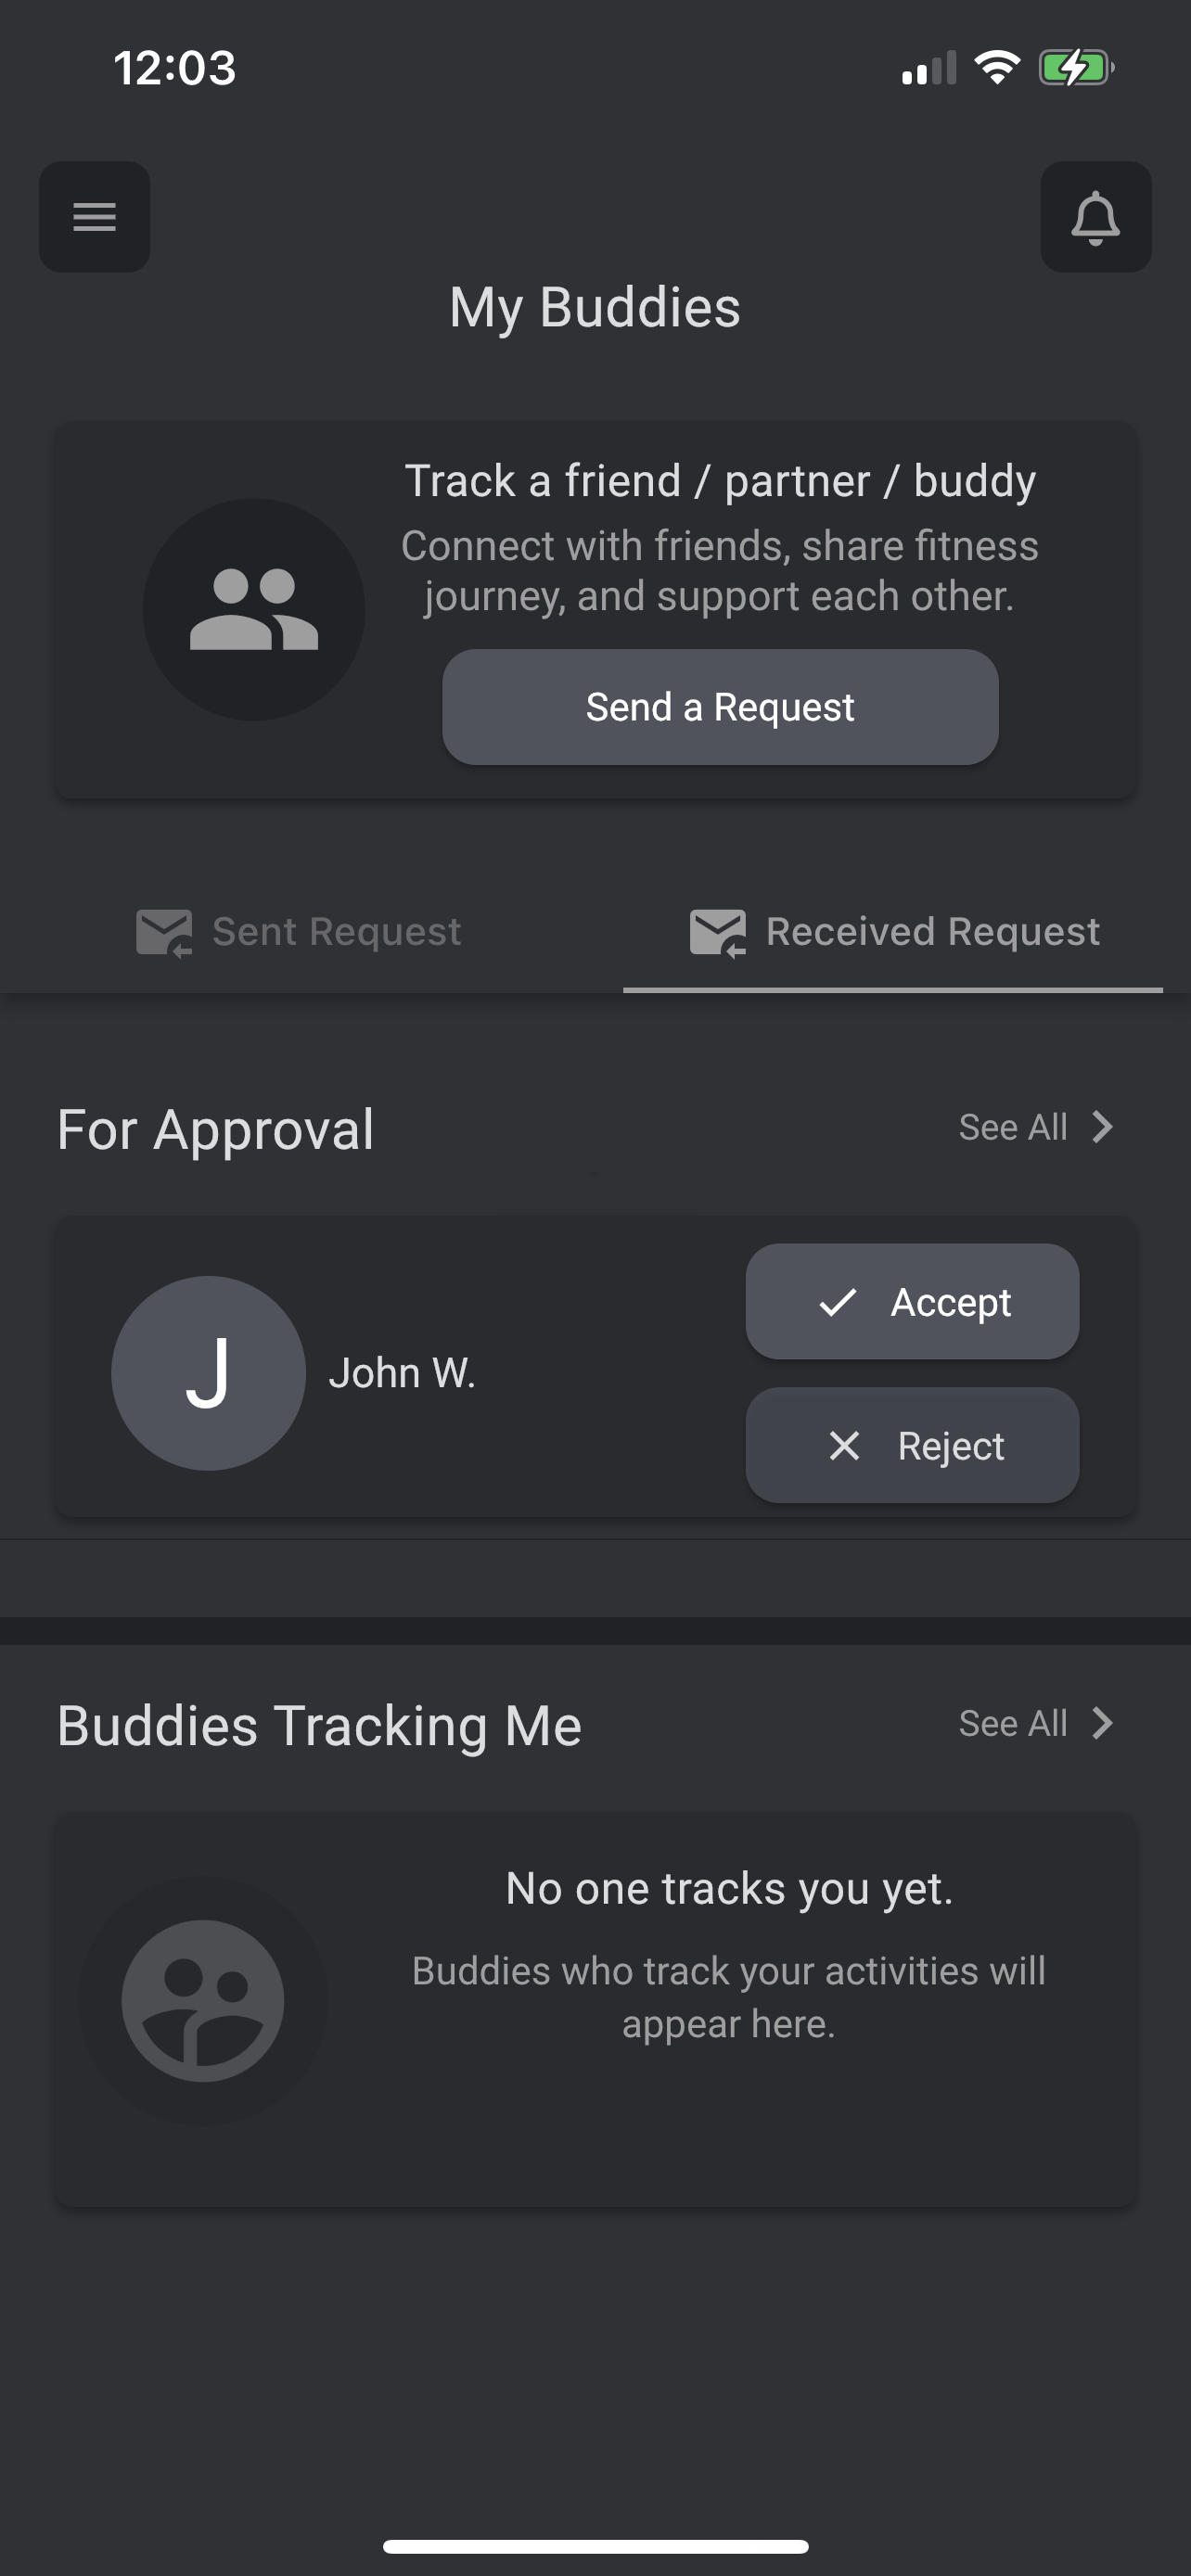 12:03
My Buddies
Track a friend / partner / buddy
Connect with friends, share fitness
journey, and support each other.
Send a Request
Sent Request
Received Request
For Approval
See All
J
John W.
Accept
Reject
Buddies Tracking Me
See All
No one tracks you yet.
Buddies who track your activities will
appear here.